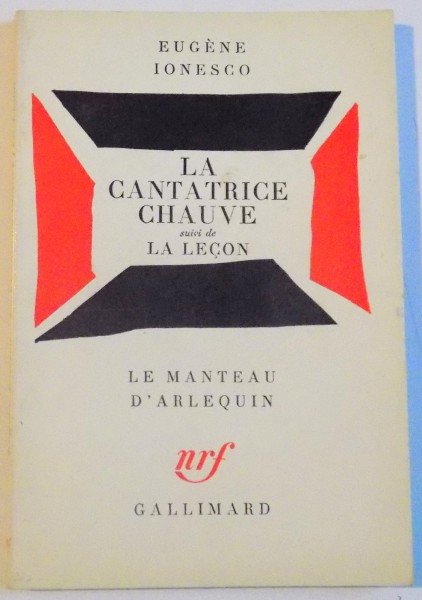 EUGÈNE
IONESCO
LA
CANTATRICE
CHAUVE
suivi de
LA LEÇON
LE MANTEAU
D'ARLEQUIN
nrf
GALLIMARD